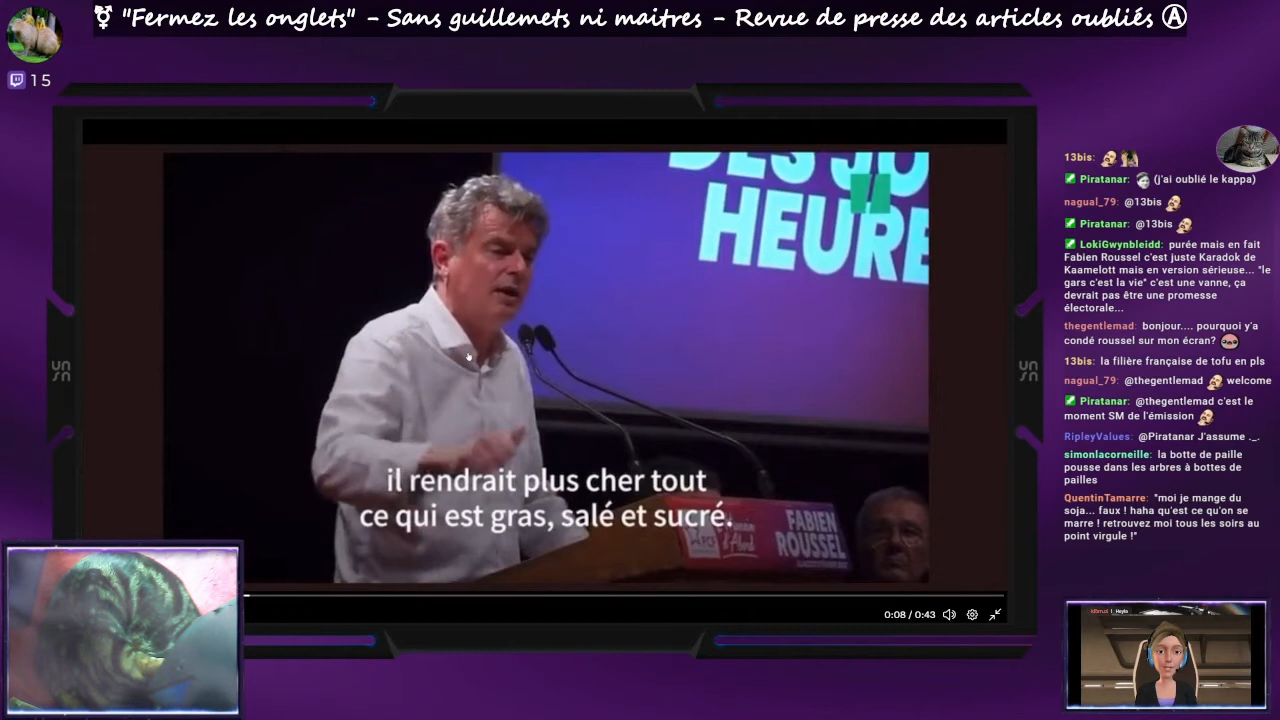 ⚧ "Fermez les onglets" - Sans guillemets ni maitres - Revue de presse des articles oubliés Ⓐ
15
DES JO
HEURE
il rendrait plus cher tout
ce qui est gras, salé et sucré.
FABIEN
ROUSSEL
0:08 / 0:43
13bis:
Piratanar: (j'ai oublié le kappa)
nagual_79: @13bis
Piratanar: @13bis
LokiGwynbleidd: purée mais en fait
Fabien Roussel c'est juste Karadok de
Kaamelott mais en version sérieuse... "le
gars c'est la vie" c'est une vanne, ça
devrait pas être une promesse
électorale...
thegentlemad: bonjour.... pourquoi y'a
condé roussel sur mon écran?
13bis: la filière française de tofu en pls
nagual_79: @thegentlemad welcome
Piratanar: @thegentlemad c'est le
moment SM de l'émission
RipleyValues: @Piratanar J'assume ._.
simonlacorneille: la botte de paille
pousse dans les arbres à bottes de
pailles
QuentinTamarre: "moi je mange du
soja... faux ! haha qu'est ce qu'on se
marre ! retrouvez moi tous les soirs au
point virgule !"